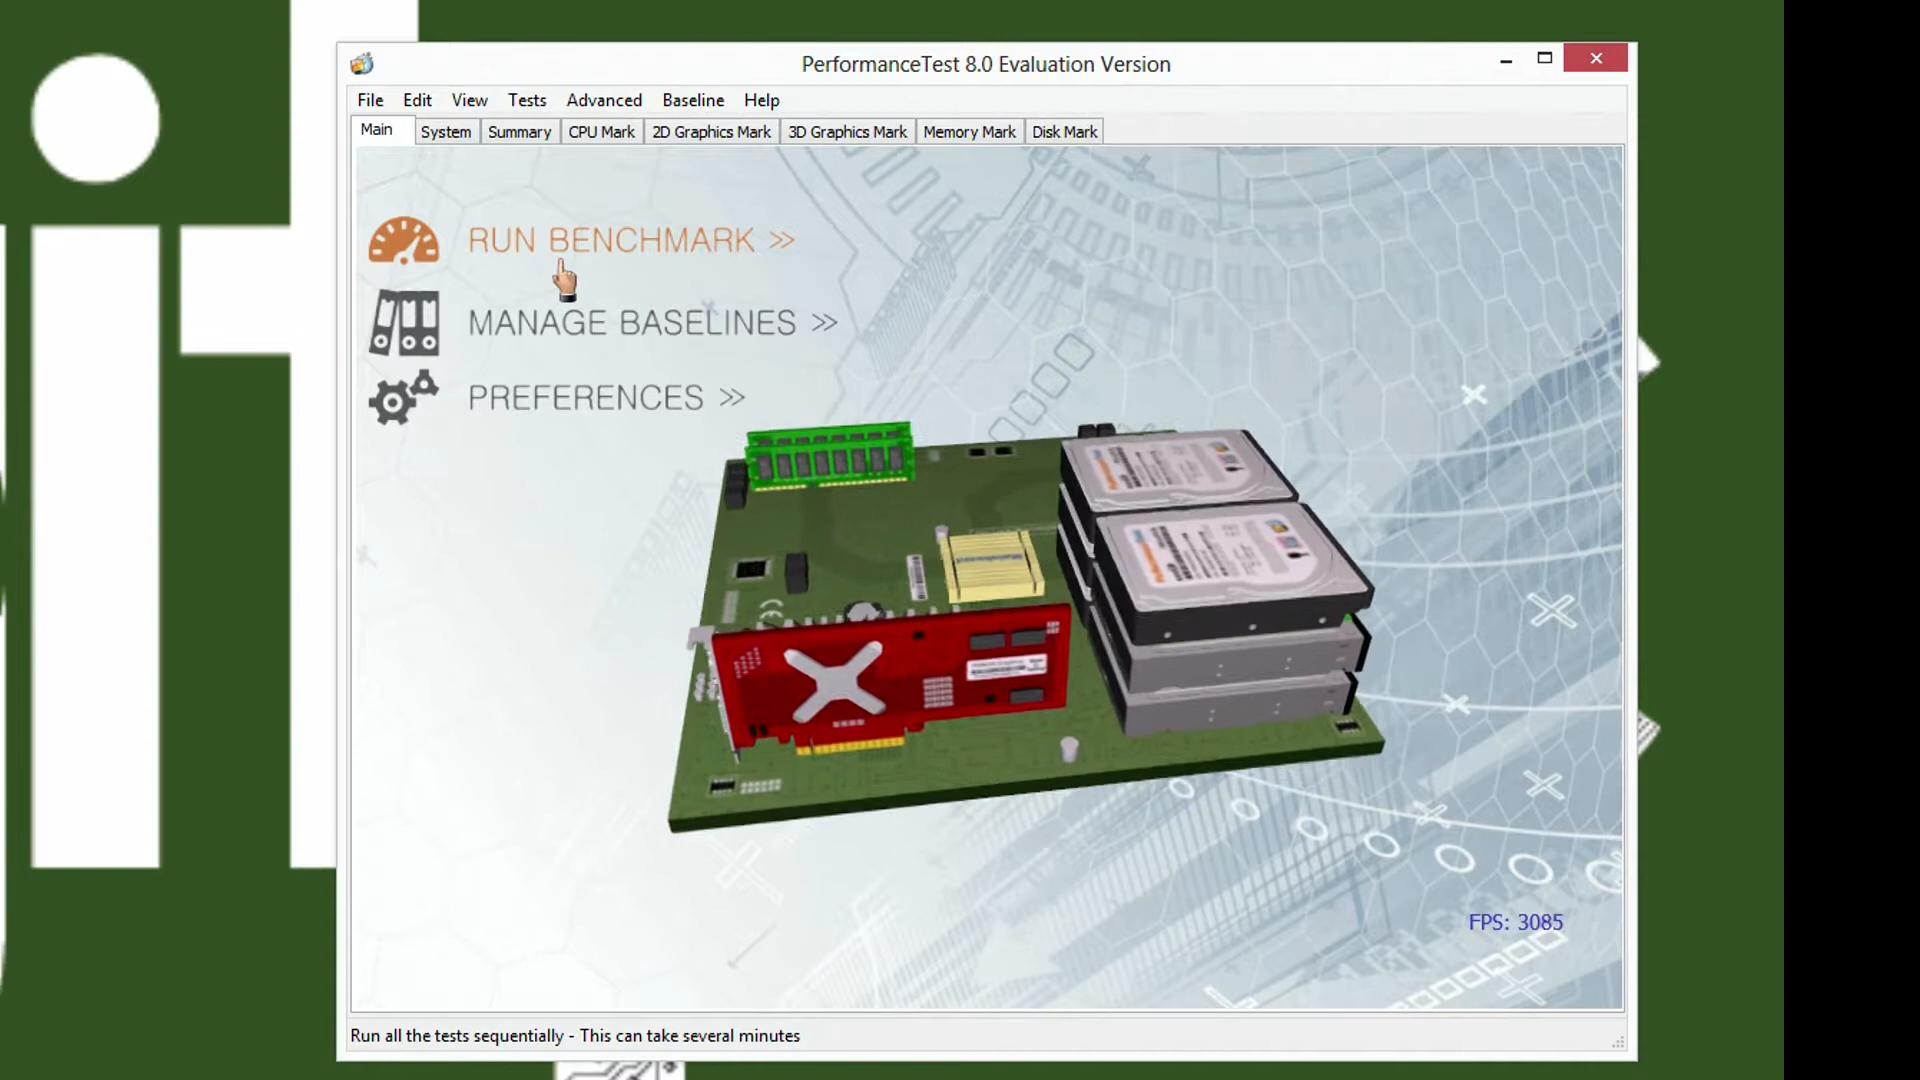 PerformanceTest 8.0 Evaluation Version
File Edit View Tests Advanced Baseline Help
Main System Summary CPU Mark 2D Graphics Mark 3D Graphics Mark Memory Mark Disk Mark
RUN BENCHMARK >>
MANAGE BASELINES >>
PREFERENCES >>
FPS: 3085
Run all the tests sequentially - This can take several minutes